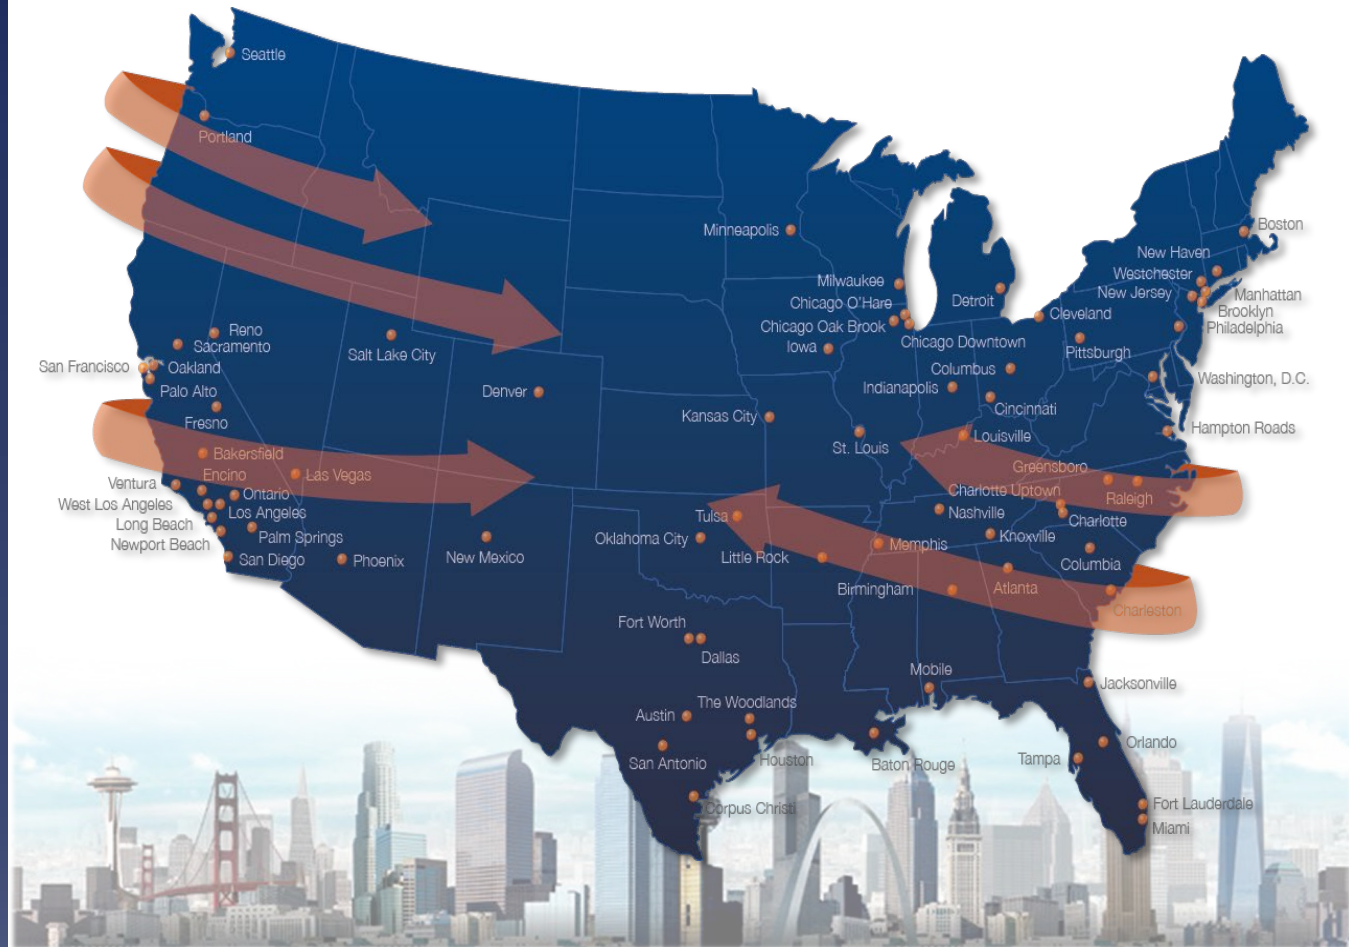 Seattle
Portland
Minneapolis
Boston
New Haven
Westchester
New Jersey
Manhattan
Brooklyn
Philadelphia
Milwaukee
Chicago O'Hare
Chicago Oak Brook
Chicago Downtown
Iowa
Detroit
Cleveland
Pittsburgh
Columbus
Indianapolis
Cincinnati
Washington, D.C.
Hampton Roads
Reno
Sacramento
San Francisco
Oakland
Palo Alto
Fresno
Salt Lake City
Denver
Kansas City
St. Louis
Louisville
Greensboro
Raleigh
Charlotte Uptown
Charlotte
Bakersfield
Encino
Las Vegas
Ventura
Ontario
West Los Angeles
Los Angeles
Long Beach
Palm Springs
Newport Beach
San Diego
Phoenix
New Mexico
Tulsa
Oklahoma City
Little Rock
Memphis
Nashville
Knoxville
Columbia
Birmingham
Atlanta
Charleston
Fort Worth
Dallas
Mobile
Jacksonville
Austin
The Woodlands
San Antonio
Houston
Baton Rouge
Corpus Christi
Orlando
Tampa
Fort Lauderdale
Miami